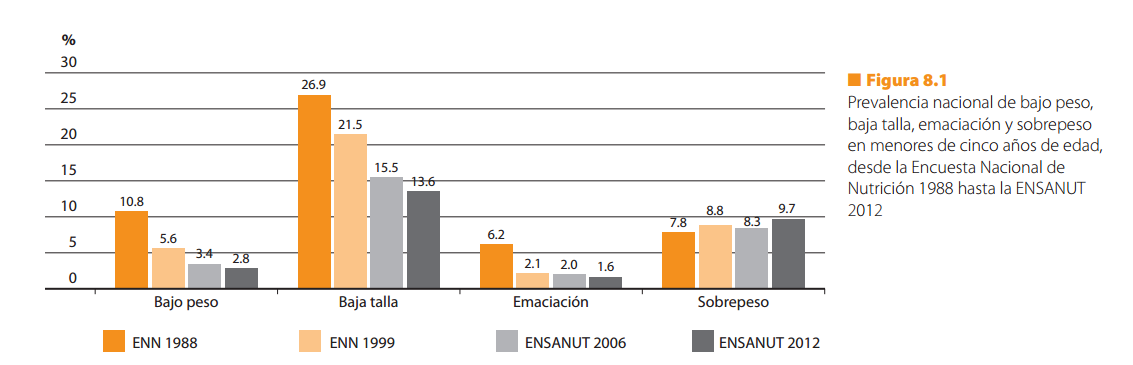 %
30
25
20
15
10
5
0
10.8
5.6
3.4
2.8
26.9
21.5
15.5
13.6
6.2
2.1
2.0
1.6
7.8
8.8
8.3
9.7
Bajo peso
Baja talla
Emaciación
Sobrepeso
ENN 1988
ENN 1999
ENSANUT 2006
ENSANUT 2012
Figura 8.1
Prevalencia nacional de bajo peso,
baja talla, emaciación y sobrepeso
en menores de cinco años de edad,
desde la Encuesta Nacional de
Nutrición 1988 hasta la ENSANUT
2012